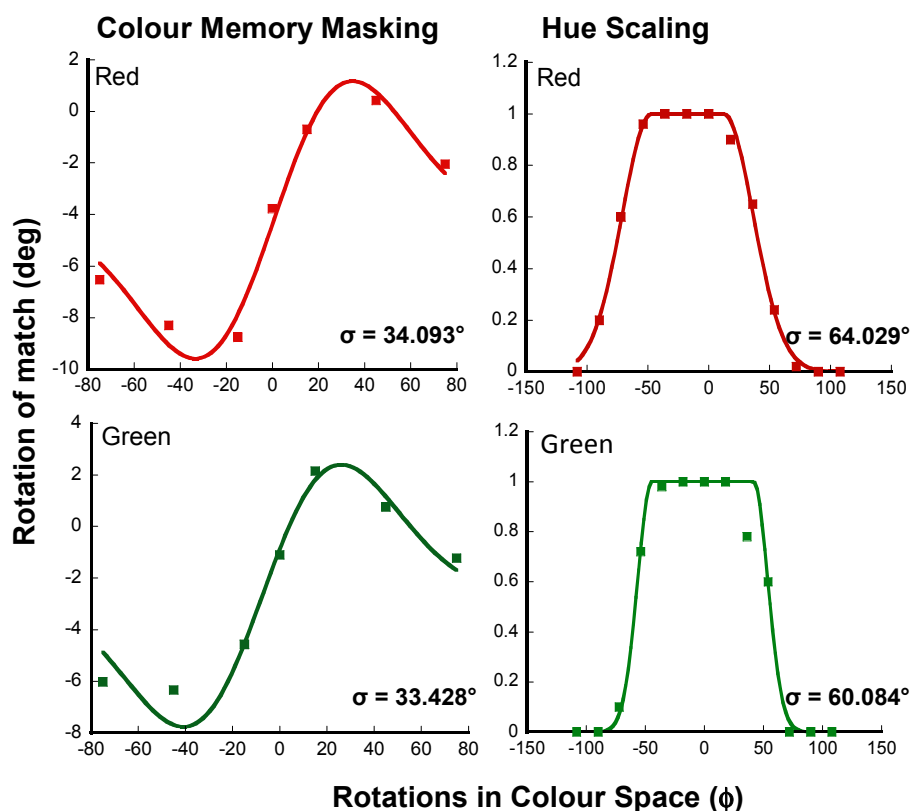 Colour Memory Masking
Hue Scaling
Rotation of match (deg)
Red
2
0
-2
-4
-6
-8
-10
-80 -60 -40 -20 0 20 40 60 80
σ = 34.093°
Red
1.2
1
0.8
0.6
0.4
0.2
0
-150 -100 -50 0 50 100 150
σ = 64.029°
Green
4
2
0
-2
-4
-6
-8
-80 -60 -40 -20 0 20 40 60 80
σ = 33.428°
Green
1.2
1
0.8
0.6
0.4
0.2
0
-150 -100 -50 0 50 100 150
σ = 60.084°
Rotations in Colour Space (ϕ)